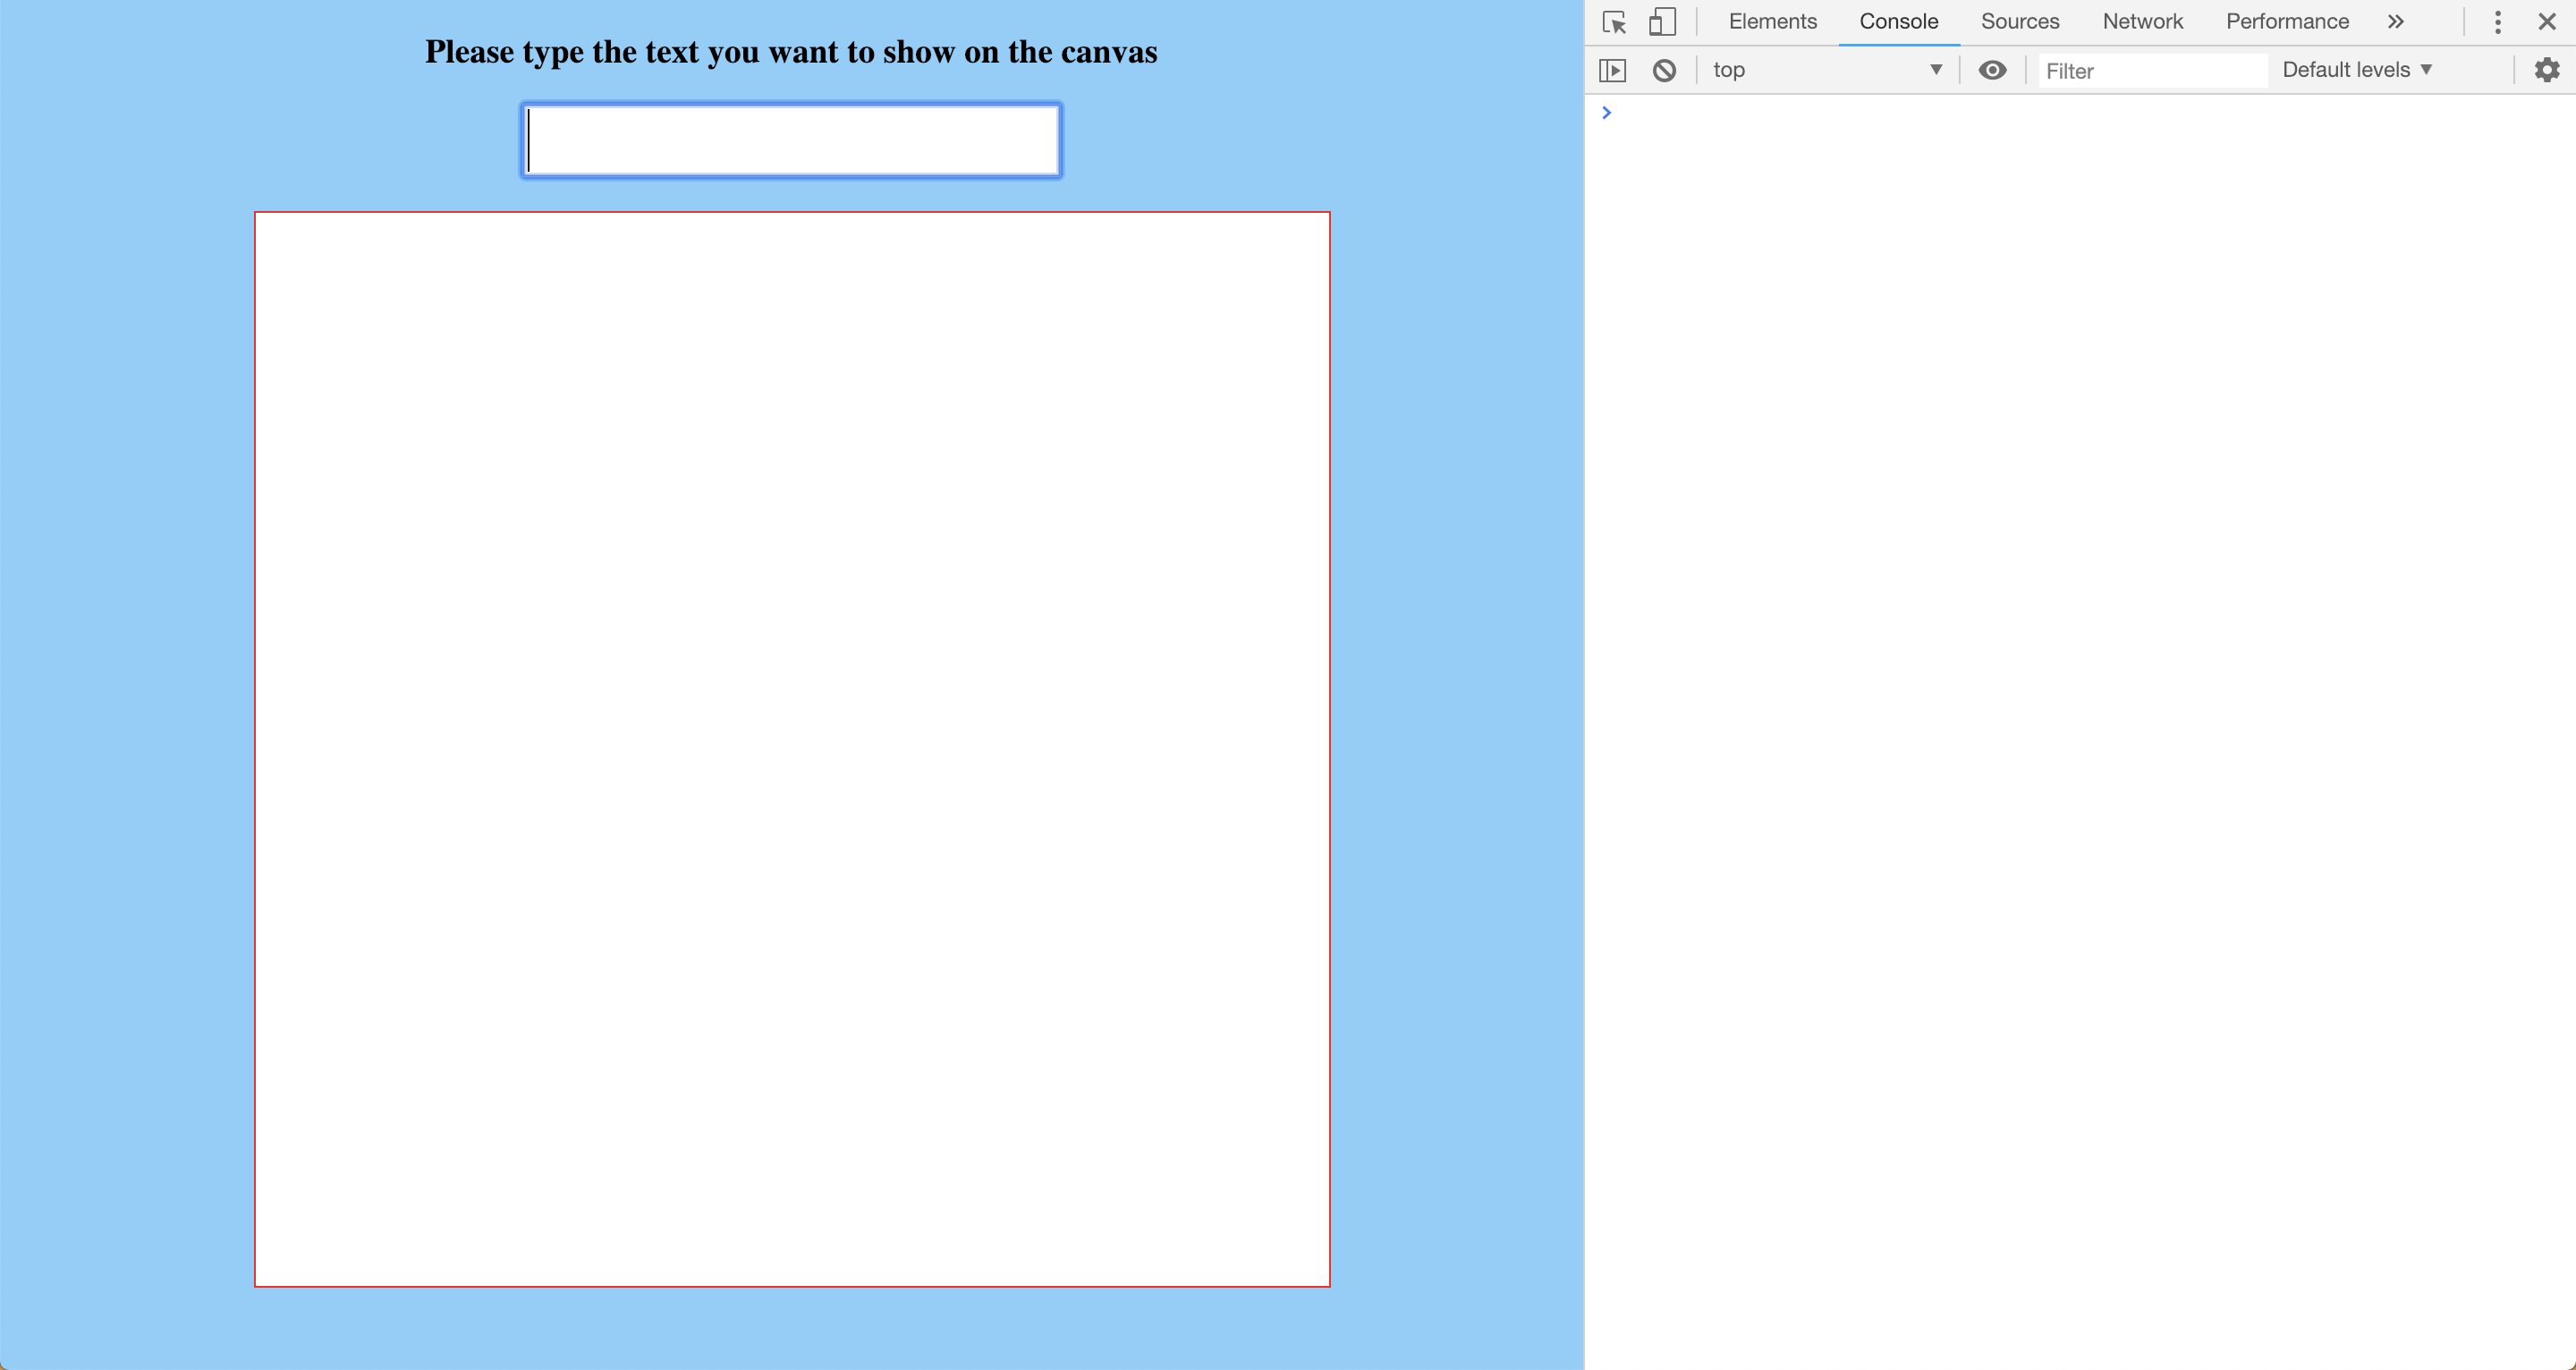 Please type the text you want to show on the canvas
Elements Console Sources Network Performance »
top ▼ Filter Default levels ▼
>